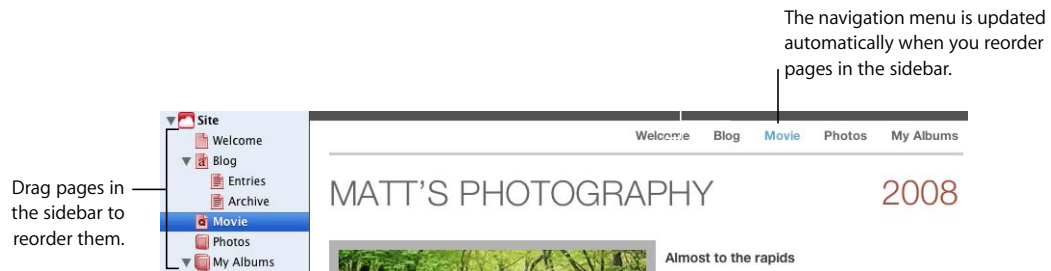 The navigation menu is updated
automatically when you reorder
pages in the sidebar.
Site
Welcome
Blog
Entries
Archive
Movie
Photos
My Albums
Drag pages in
the sidebar to
reorder them.
Welcome Blog Movie Photos My Albums
MATT'S PHOTOGRAPHY 2008
Almost to the rapids